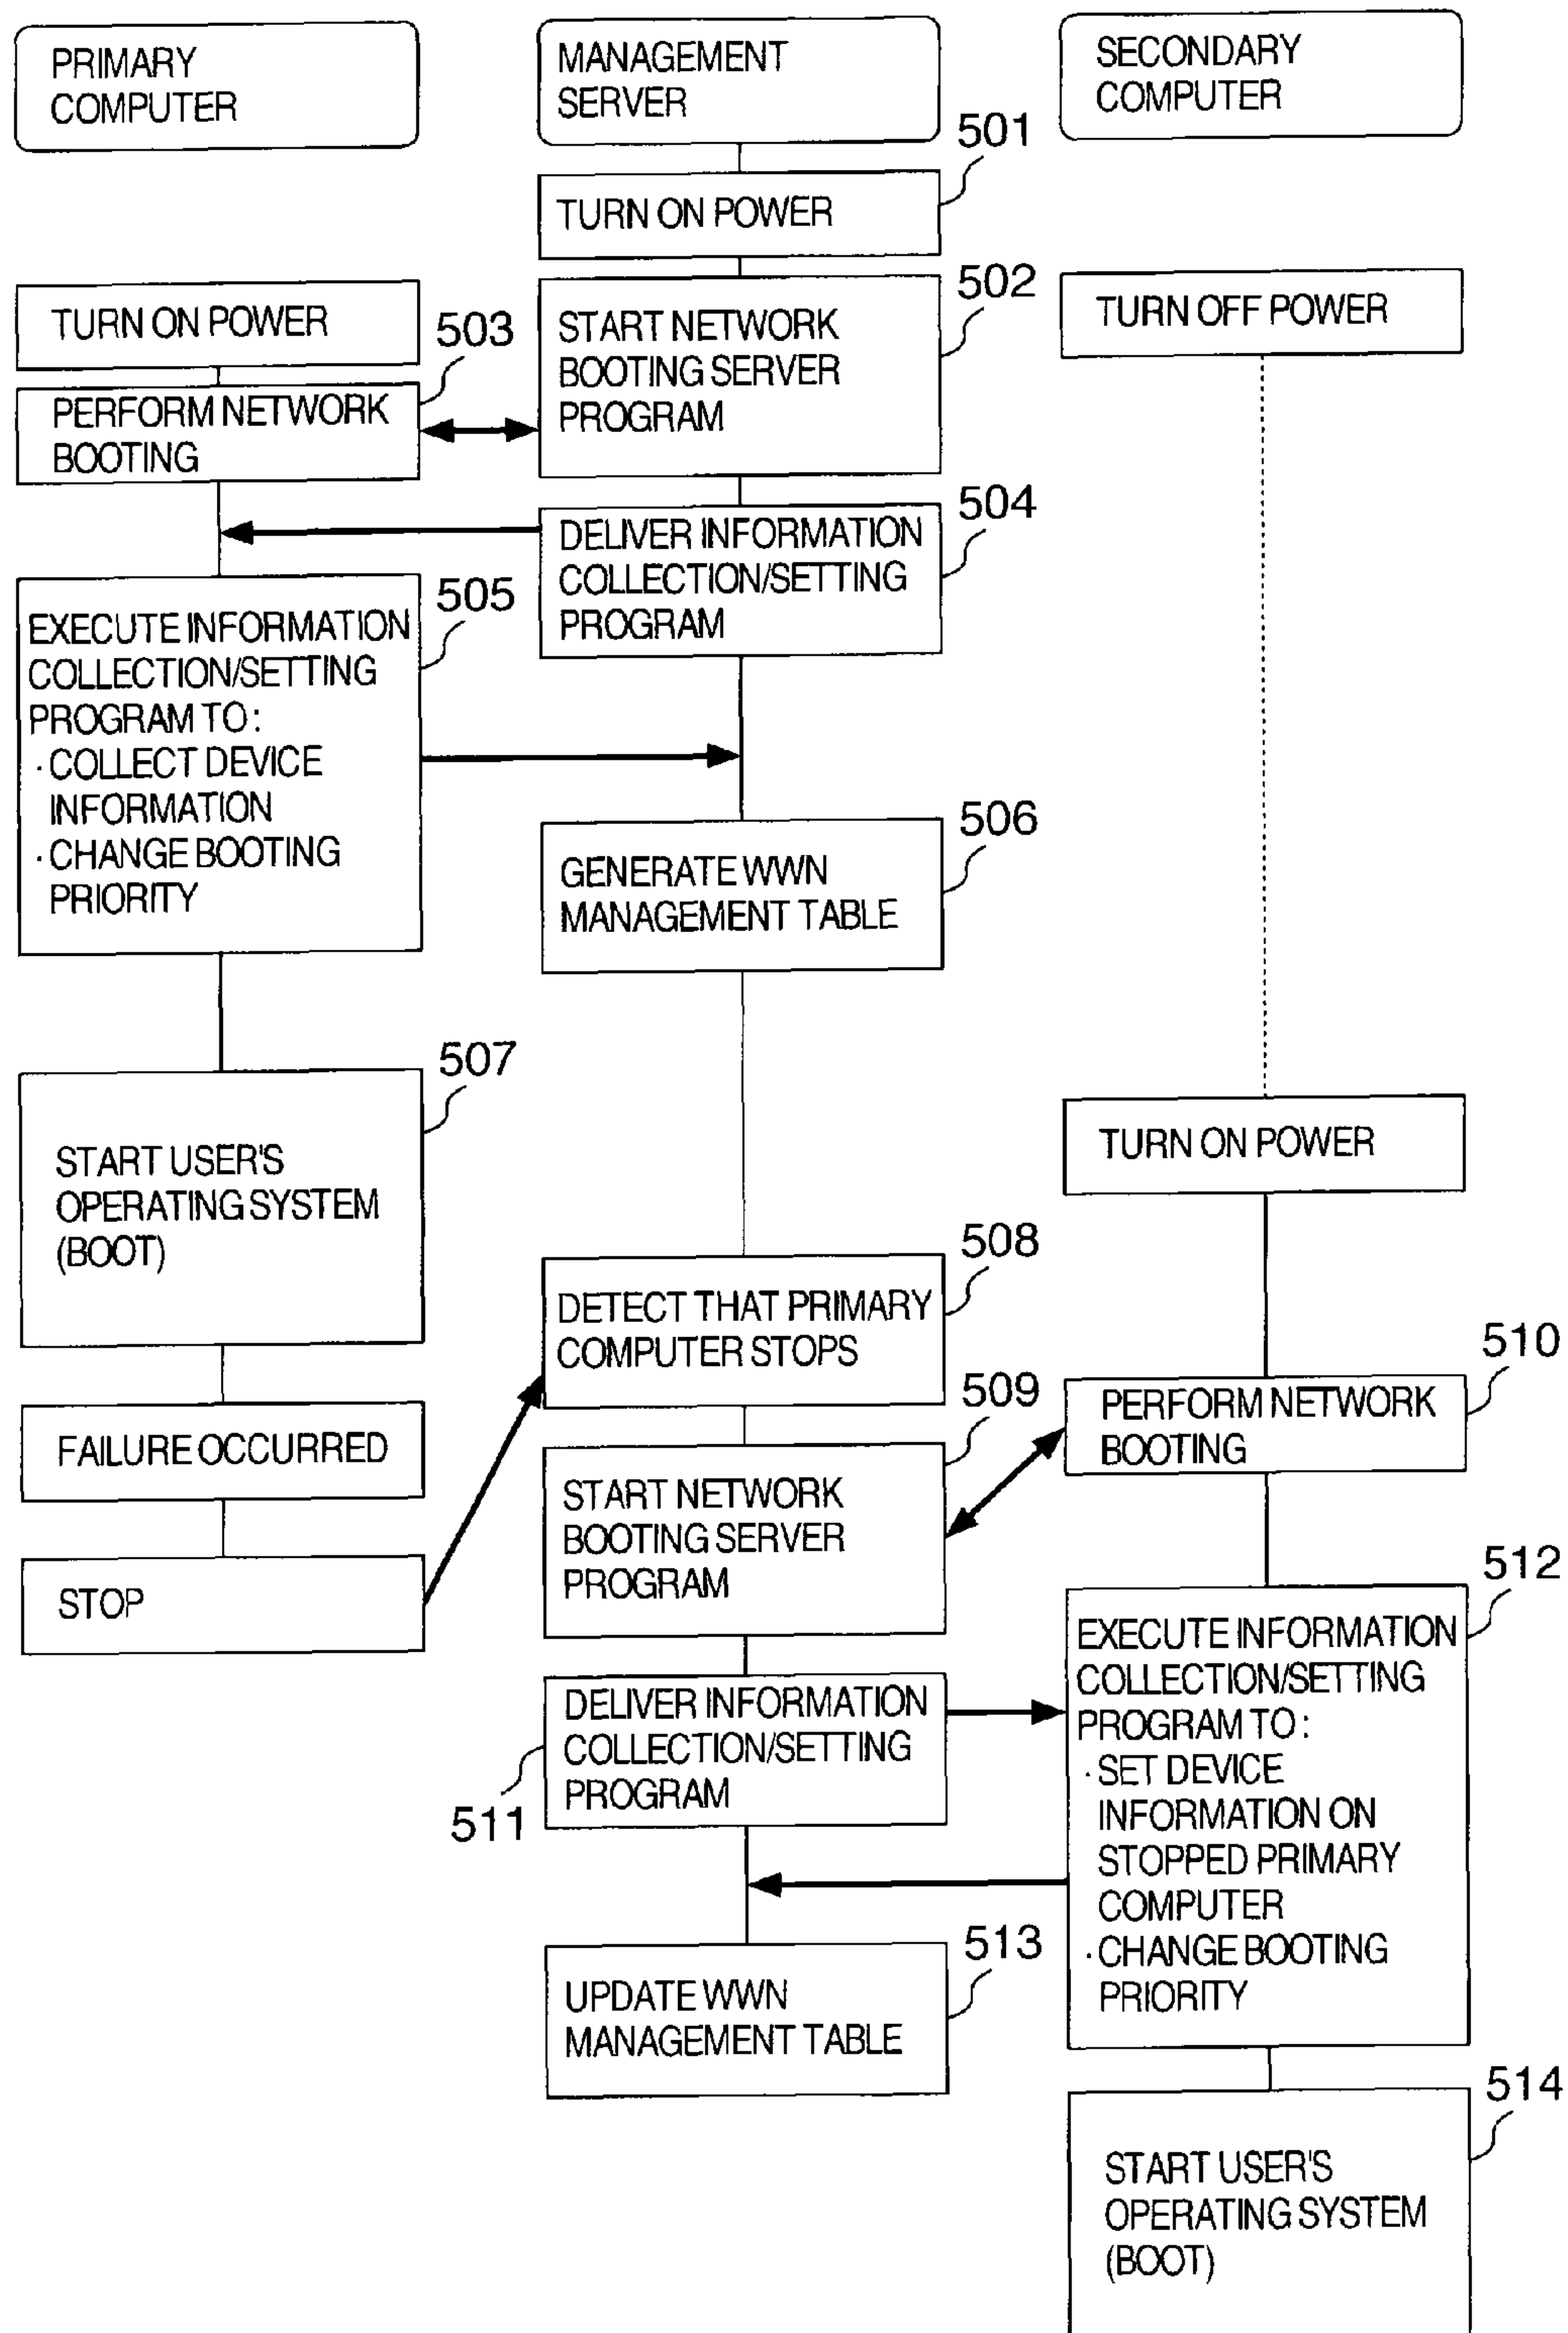 PRIMARY
COMPUTER
MANAGEMENT
SERVER
SECONDARY
COMPUTER
501
TURN ON POWER
502
START NETWORK
BOOTING SERVER
PROGRAM
TURN ON POWER
TURN OFF POWER
503
PERFORM NETWORK
BOOTING
504
DELIVER INFORMATION
COLLECTION/SETTING
PROGRAM
505
EXECUTE INFORMATION
COLLECTION/SETTING
PROGRAM TO :
· COLLECT DEVICE
INFORMATION
· CHANGE BOOTING
PRIORITY
506
GENERATE WWN
MANAGEMENT TABLE
507
START USER'S
OPERATING SYSTEM
(BOOT)
TURN ON POWER
508
DETECT THAT PRIMARY
COMPUTER STOPS
FAILURE OCCURRED
STOP
509
START NETWORK
BOOTING SERVER
PROGRAM
510
PERFORM NETWORK
BOOTING
511
DELIVER INFORMATION
COLLECTION/SETTING
PROGRAM
512
EXECUTE INFORMATION
COLLECTION/SETTING
PROGRAM TO :
· SET DEVICE
INFORMATION ON
STOPPED PRIMARY
COMPUTER
· CHANGE BOOTING
PRIORITY
513
UPDATE WWN
MANAGEMENT TABLE
514
START USER'S
OPERATING SYSTEM
(BOOT)